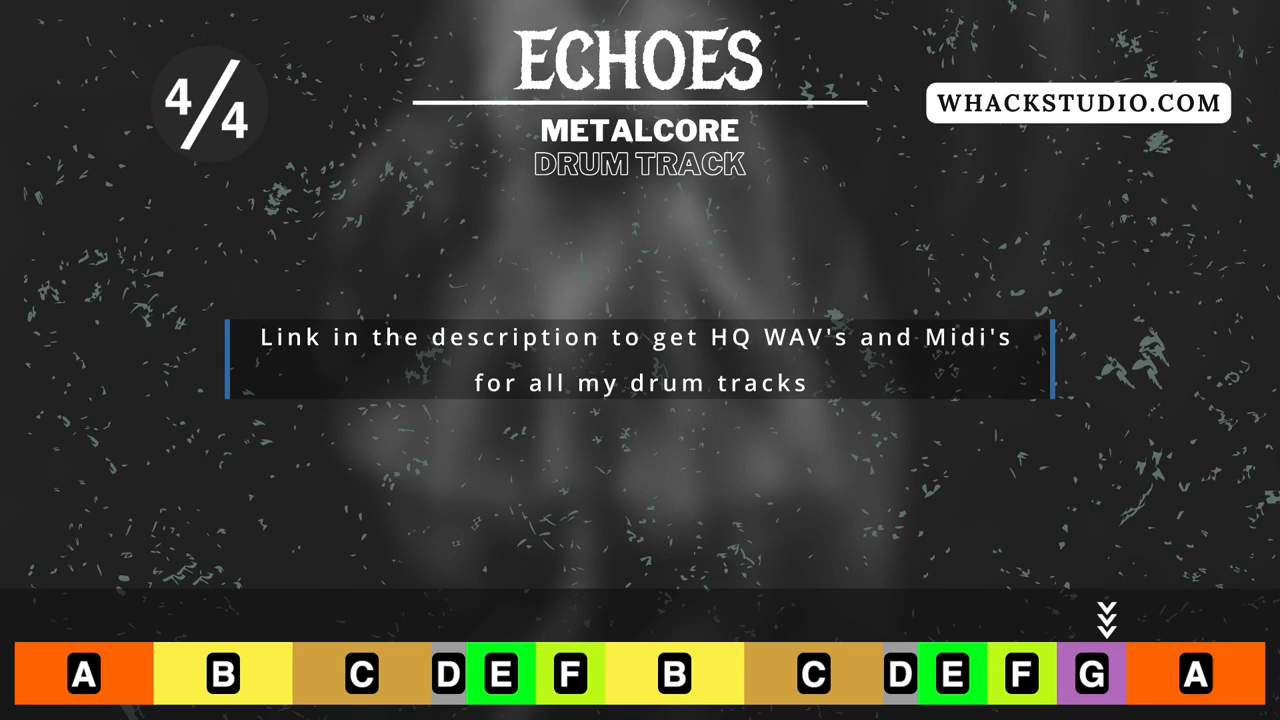 4/4
ECHOES
METALCORE
DRUM TRACK
WHACKSTUDIO.COM
Link in the description to get HQ WAV's and Midi's
for all my drum tracks
A B C D E F B C D E F G A